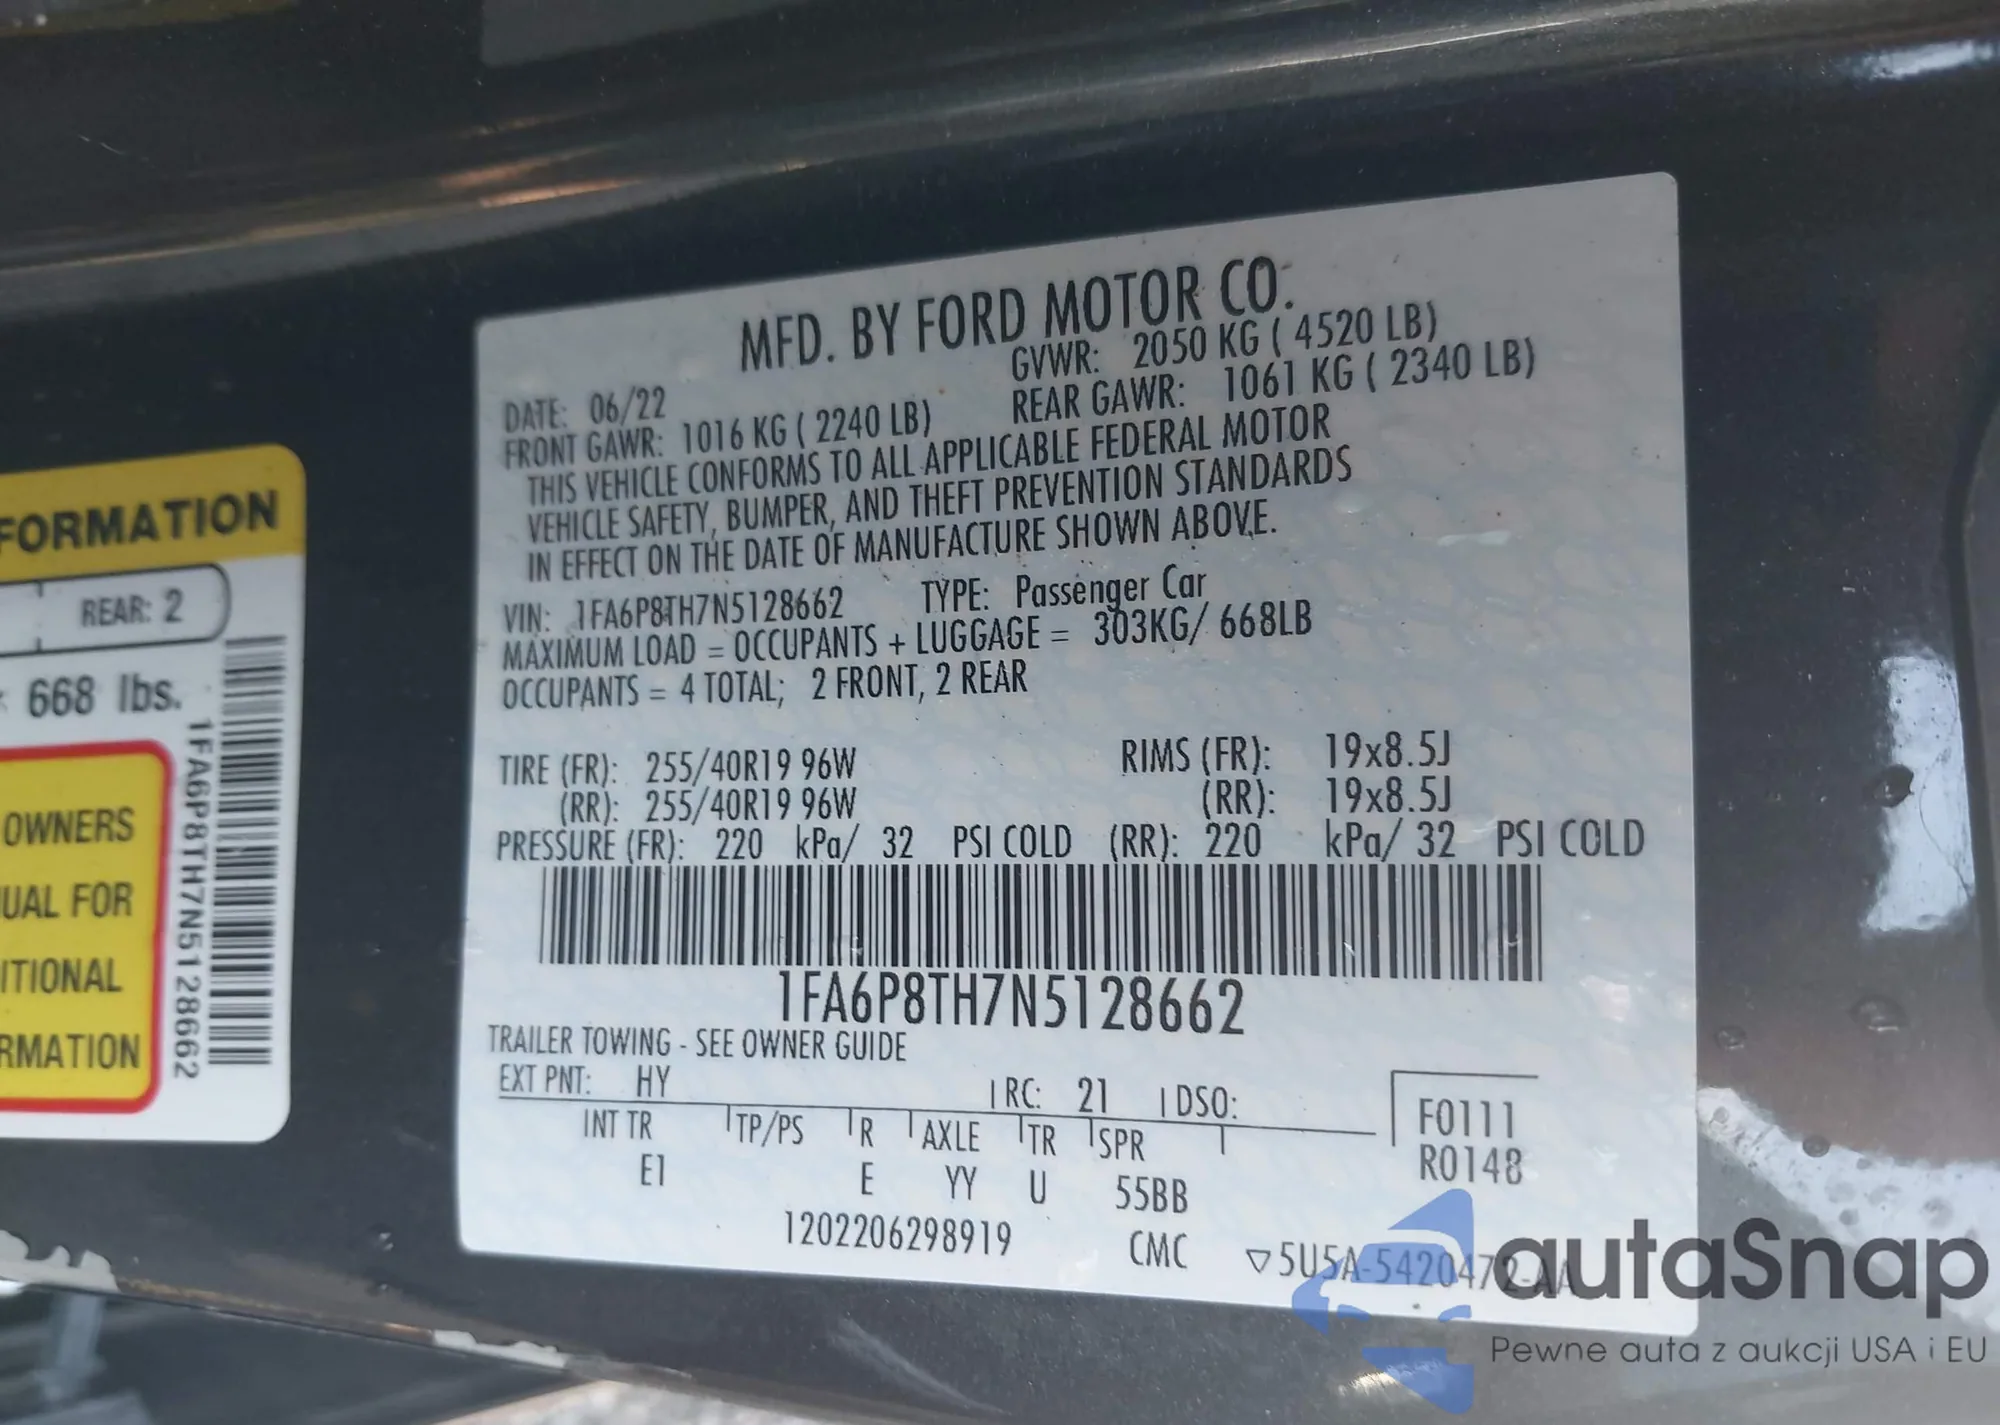 FORMATION
REAR: 2
668 lbs.
OWNERS
UAL FOR
ITIONAL
RMATION
1FA6P8TH7N5128662
MFD. BY FORD MOTOR CO.
DATE: 06/22 GVWR: 2050 KG ( 4520 LB)
FRONT GAWR: 1016 KG ( 2240 LB) REAR GAWR: 1061 KG ( 2340 LB)
THIS VEHICLE CONFORMS TO ALL APPLICABLE FEDERAL MOTOR
VEHICLE SAFETY, BUMPER, AND THEFT PREVENTION STANDARDS
IN EFFECT ON THE DATE OF MANUFACTURE SHOWN ABOVE.
VIN: 1FA6P8TH7N5128662 TYPE: Passenger Car
MAXIMUM LOAD = OCCUPANTS + LUGGAGE = 303KG/ 668LB
OCCUPANTS = 4 TOTAL; 2 FRONT, 2 REAR
TIRE (FR): 255/40R19 96W RIMS (FR): 19x8.5J
(RR): 255/40R19 96W (RR): 19x8.5J
PRESSURE (FR): 220 kPa/ 32 PSI COLD (RR): 220 kPa/ 32 PSI COLD
1FA6P8TH7N5128662
TRAILER TOWING - SEE OWNER GUIDE
EXT PNT: HY RC: 21 DSO:
INT TR TP/PS R AXLE TR SPR
E1 E YY U 55BB
F0111
R0148
1202206298919 CMC ▽5U5A-5420472-AA
autaSnap
Pewne auta z aukcji USA i EU